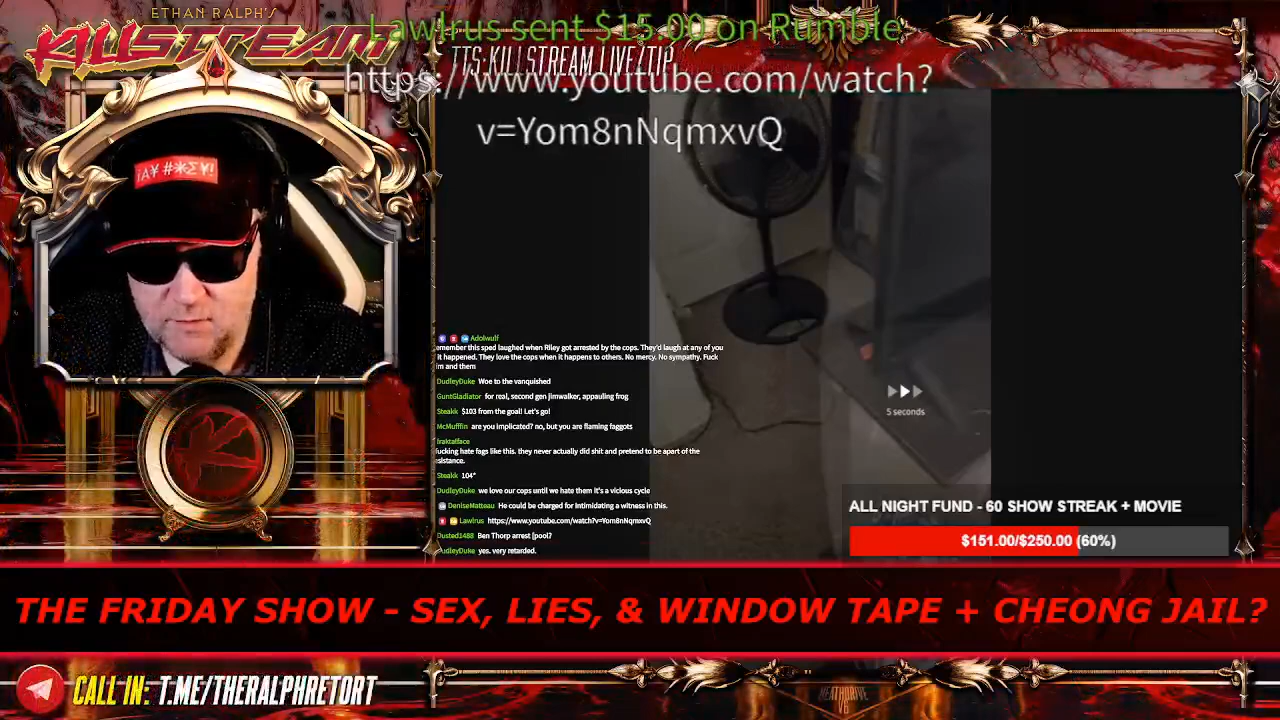 ETHAN RALPH'S
KILLSTREAM
Lawlrus sent $15.00 on Rumble
TTS:KILLSTREAM.LIVE/TIP
https://www.youtube.com/watch?
v=Yom8nNqmxvQ
¡A¥ #✱Σ¥!
Adolwulf
emember this sped laughed when Riley got arrested by the cops. They'd laugh at any of you
it happened. They love the cops when it happens to others. No mercy. No sympathy. Fuck
im and them
DudleyDuke Woe to the vanquished
GuntGladiator for real, second gen jimwalker, appauling frog
Steakk $103 from the goal! Let's go!
McMufffin are you implicated? no, but you are flaming faggots
fraktalface
fucking hate fags like this. they never actually did shit and pretend to be apart of the
esistance.
Steakk 104*
DudleyDuke we love our cops until we hate them it's a vicious cycle
DeniseMatteau He could be charged for intimidating a witness in this.
Lawlrus https://www.youtube.com/watch?v=Yom8nNqmxvQ
Dusted1488 Ben Thorp arrest [pool?
udleyDuke yes. very retarded.
5 seconds
ALL NIGHT FUND - 60 SHOW STREAK + MOVIE
$151.00/$250.00 (60%)
THE FRIDAY SHOW - SEX, LIES, & WINDOW TAPE + CHEONG JAIL?
CALL IN: T.ME/THERALPHRETORT